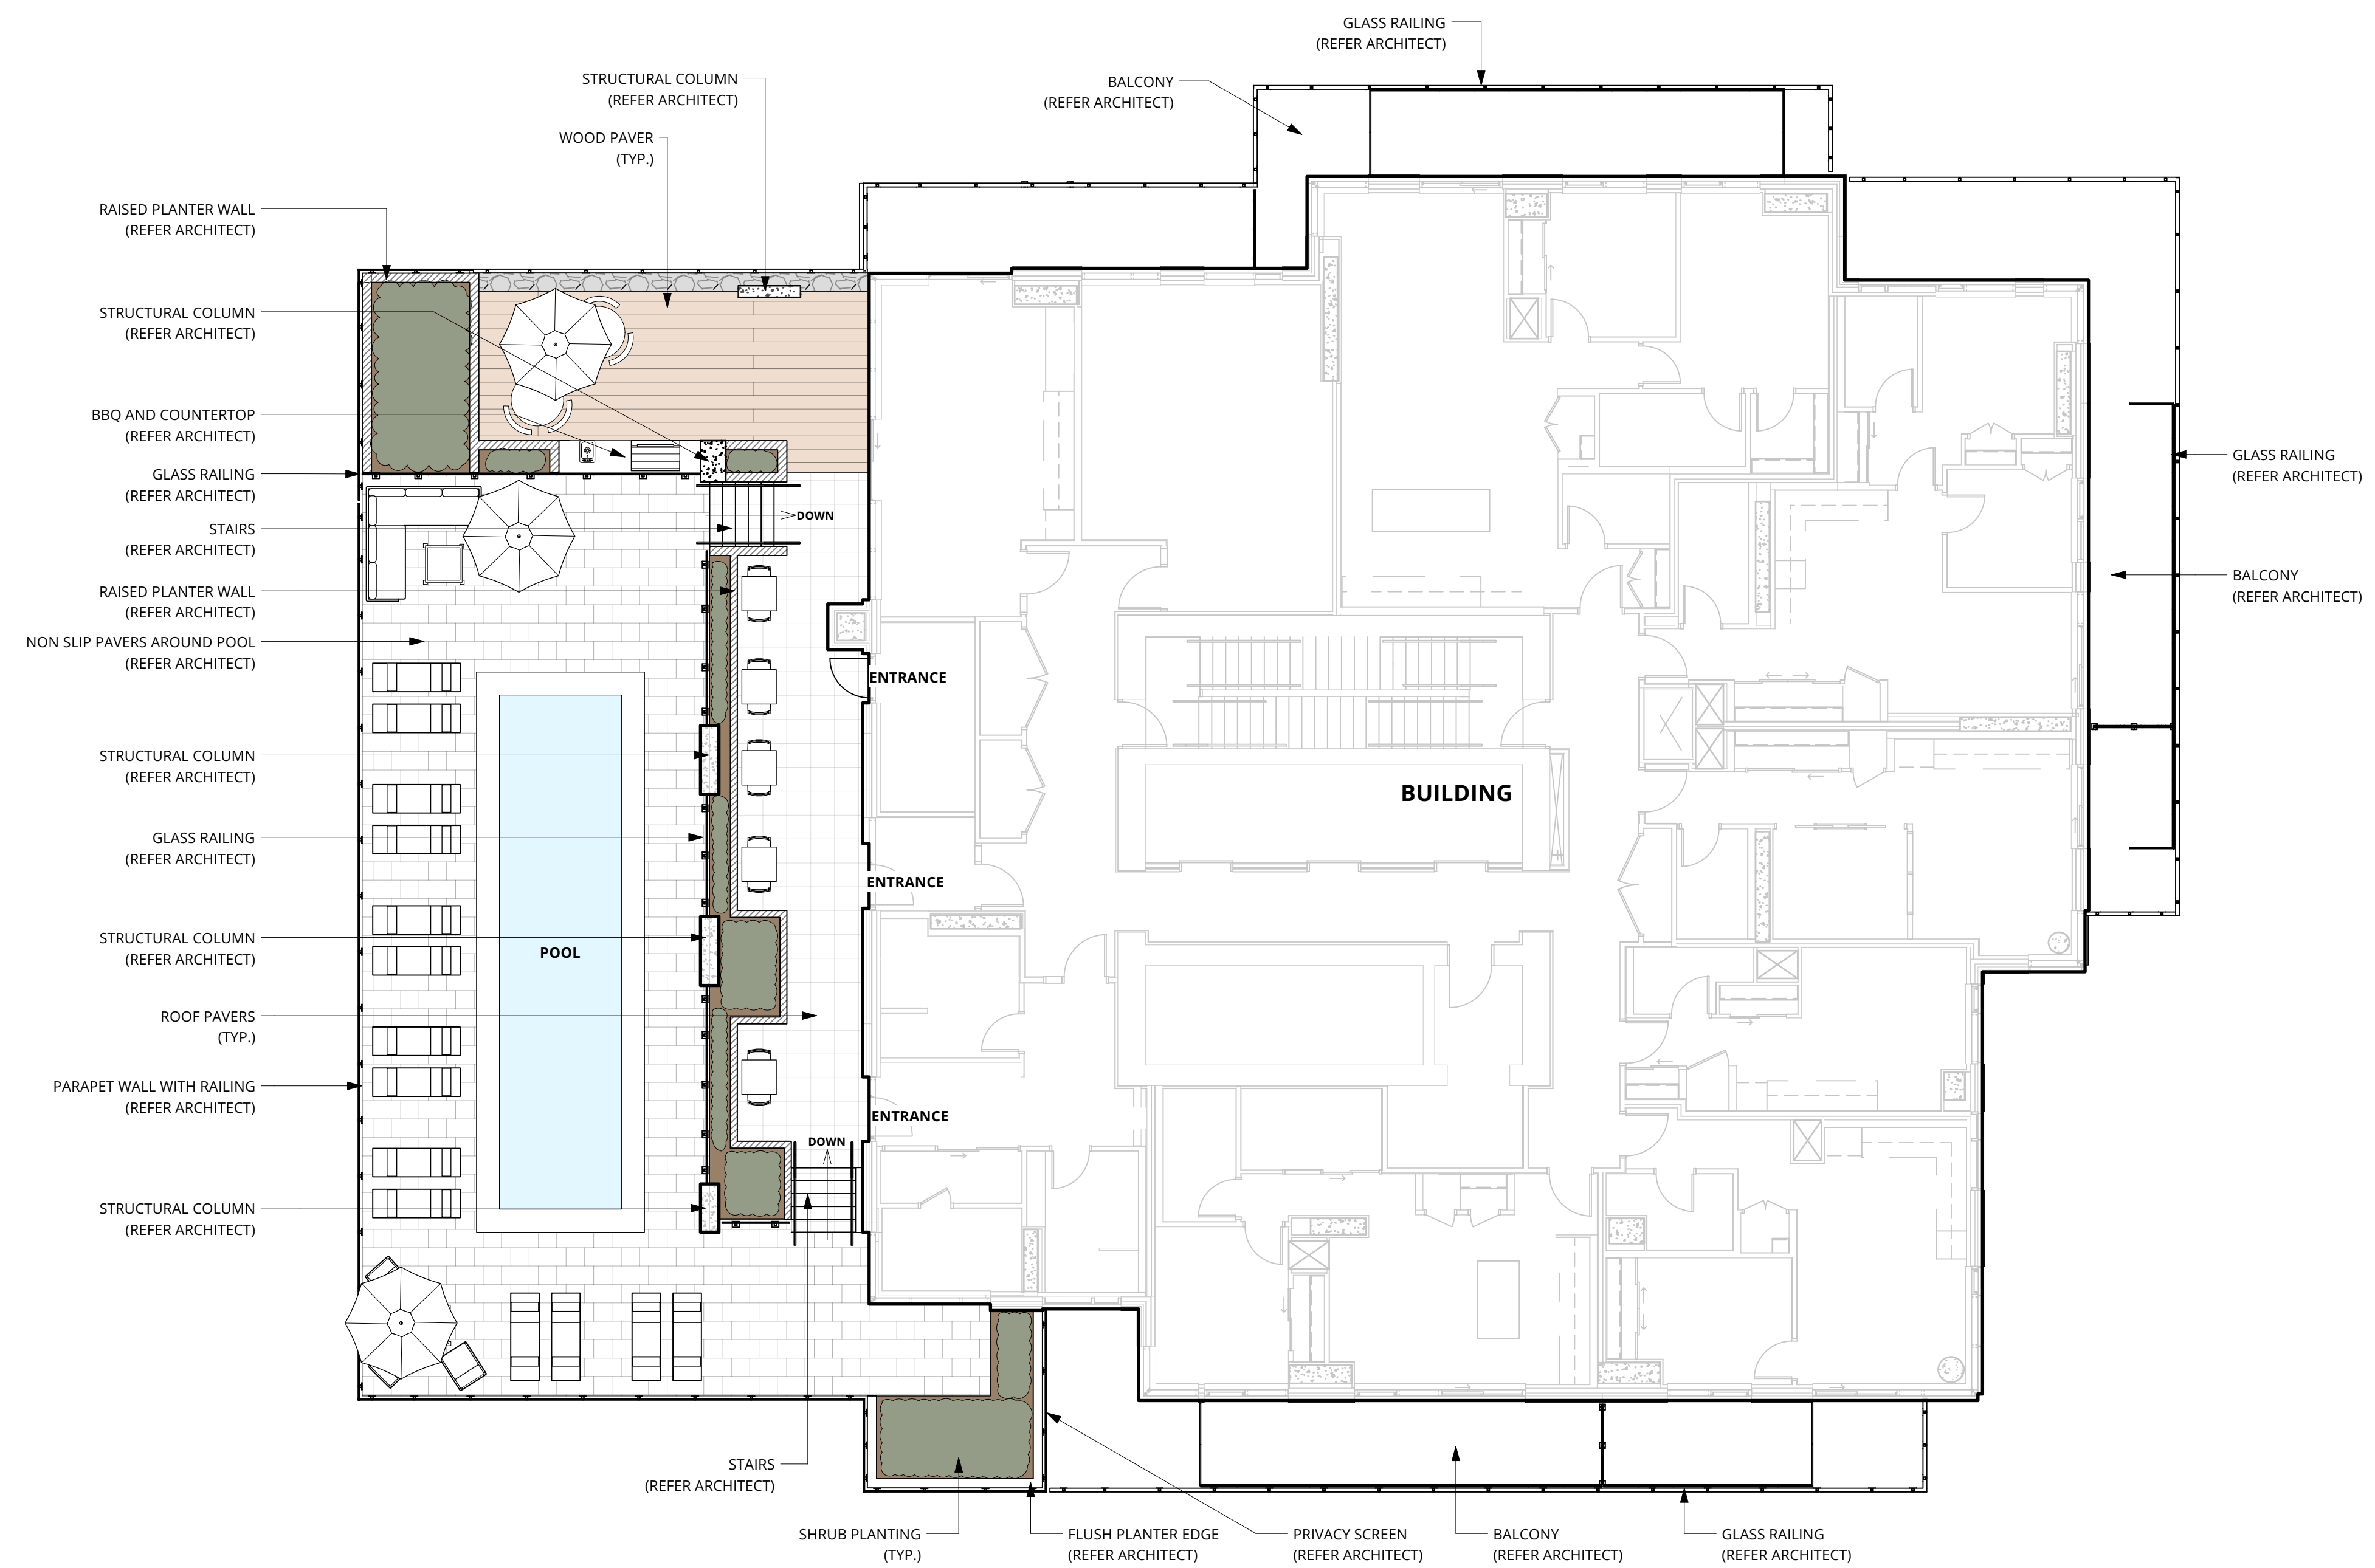 GLASS RAILING
(REFER ARCHITECT)
STRUCTURAL COLUMN
(REFER ARCHITECT)
BALCONY
(REFER ARCHITECT)
WOOD PAVER
(TYP.)
RAISED PLANTER WALL
(REFER ARCHITECT)
STRUCTURAL COLUMN
(REFER ARCHITECT)
BBQ AND COUNTERTOP
(REFER ARCHITECT)
GLASS RAILING
(REFER ARCHITECT)
GLASS RAILING
(REFER ARCHITECT)
DOWN
STAIRS
(REFER ARCHITECT)
BALCONY
(REFER ARCHITECT)
RAISED PLANTER WALL
(REFER ARCHITECT)
NON SLIP PAVERS AROUND POOL
(REFER ARCHITECT)
ENTRANCE
STRUCTURAL COLUMN
(REFER ARCHITECT)
BUILDING
GLASS RAILING
(REFER ARCHITECT)
ENTRANCE
STRUCTURAL COLUMN
(REFER ARCHITECT)
POOL
ROOF PAVERS
(TYP.)
PARAPET WALL WITH RAILING
(REFER ARCHITECT)
ENTRANCE
DOWN
STRUCTURAL COLUMN
(REFER ARCHITECT)
STAIRS
(REFER ARCHITECT)
SHRUB PLANTING
(TYP.)
FLUSH PLANTER EDGE
(REFER ARCHITECT)
PRIVACY SCREEN
(REFER ARCHITECT)
BALCONY
(REFER ARCHITECT)
GLASS RAILING
(REFER ARCHITECT)